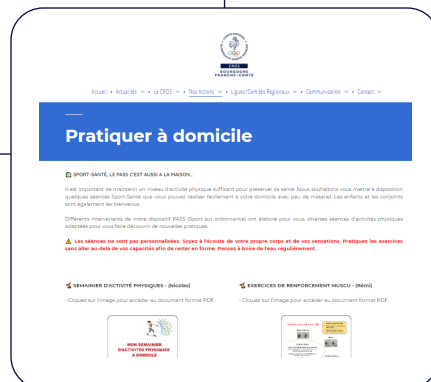 CROS
BOURGOGNE
FRANCHE-COMTÉ
Accueil • Actualités • Le CROS • Nos Actions • Ligues/Comités Régionaux • Communication • Contact
Pratiquer à domicile
SPORT-SANTÉ, LE PASS C'EST AUSSI A LA MAISON...
Il est important de maintenir un niveau d'activité physique suffisant pour préserver sa santé. Nous souhaitons vous mettre à disposition
quelques séances Sport-Santé que vous pouvez réaliser facilement à votre domicile avec peu de matériel. Les enfants et les conjoints
sont également les bienvenus.
Différents intervenants de notre dispositif PASS (Sport sur ordonnance) ont élaboré pour vous, diverses séances d'activités physiques
adaptées pour vous faire découvrir de nouvelles pratiques.
Les séances ne sont pas personnalisées. Soyez à l'écoute de votre propre corps et de vos sensations. Pratiquez les exercices
sans aller au-delà de vos capacités afin de rester en forme. Pensez à boire de l'eau régulièrement.
SEMAINIER D'ACTIVITÉ PHYSIQUES - (Nicolas)
- Cliquez sur l'image pour accéder au document format PDF.
MON SEMAINIER
D'ACTIVITÉS PHYSIQUES
A DOMICILE
EXERCICES DE RENFORCEMENT MUSCU - (Rémi)
- Cliquez sur l'image pour accéder au document format PDF.